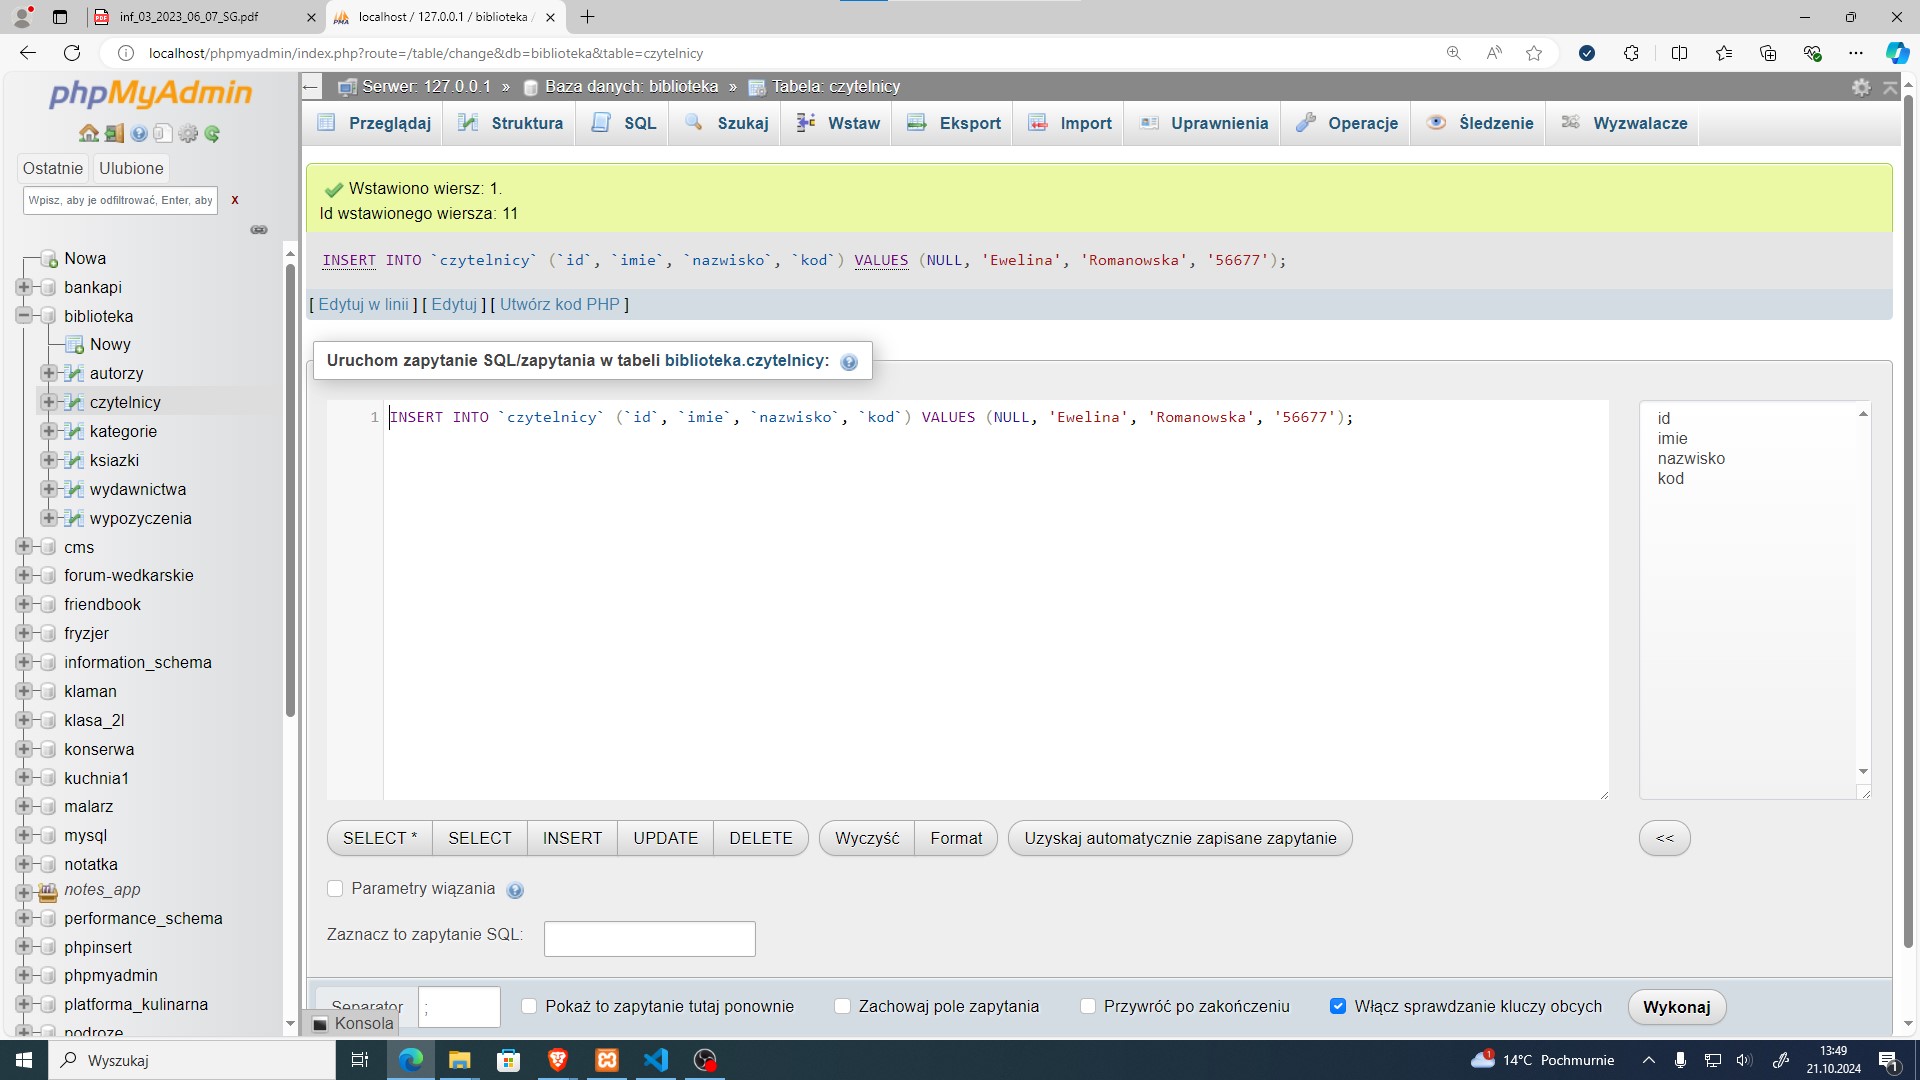 inf_03_2023_06_07_SG.pdf
localhost / 127.0.0.1 / biblioteka /
localhost/phpmyadmin/index.php?route=/table/change&db=biblioteka&table=czytelnicy
phpMyAdmin
Ostatnie Ulubione
Wpisz, aby je odfiltrować, Enter, aby X
Nowa
bankapi
biblioteka
Nowy
autorzy
czytelnicy
kategorie
ksiazki
wydawnictwa
wypozyczenia
cms
forum-wedkarskie
friendbook
fryzjer
information_schema
klaman
klasa_2l
konserwa
kuchnia1
malarz
mysql
notatka
notes_app
performance_schema
phpinsert
phpmyadmin
platforma_kulinarna
podroze
Serwer: 127.0.0.1 » Baza danych: biblioteka » Tabela: czytelnicy
Przeglądaj Struktura SQL Szukaj Wstaw Eksport Import Uprawnienia Operacje Śledzenie Wyzwalacze
Wstawiono wiersz: 1.
Id wstawionego wiersza: 11
INSERT INTO `czytelnicy` (`id`, `imie`, `nazwisko`, `kod`) VALUES (NULL, 'Ewelina', 'Romanowska', '56677');
[ Edytuj w linii ] [ Edytuj ] [ Utwórz kod PHP ]
Uruchom zapytanie SQL/zapytania w tabeli biblioteka.czytelnicy:
1 INSERT INTO `czytelnicy` (`id`, `imie`, `nazwisko`, `kod`) VALUES (NULL, 'Ewelina', 'Romanowska', '56677');
id
imie
nazwisko
kod
SELECT * SELECT INSERT UPDATE DELETE Wyczyść Format Uzyskaj automatycznie zapisane zapytanie <<
Parametry wiązania
Zaznacz to zapytanie SQL:
Separator ; Pokaż to zapytanie tutaj ponownie Zachowaj pole zapytania Przywróć po zakończeniu Włącz sprawdzanie kluczy obcych Wykonaj
Konsola
Wyszukaj
1 14°C Pochmurnie
13:49
21.10.2024
1